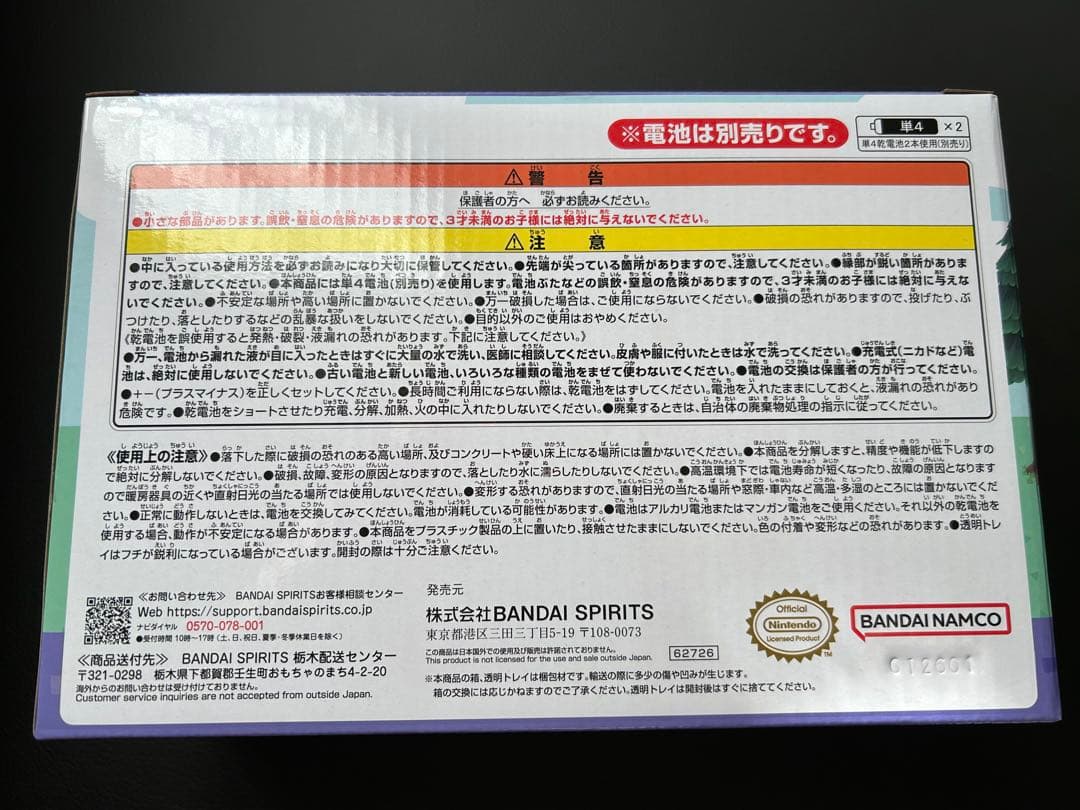 ※電池は別売りです。
単4 ×2
単4乾電池2本使用(別売り)
⚠警告
保護者の方へ 必ずお読みください。
●小さな部品があります。誤飲・窒息の危険がありますので、3才未満のお子様には絶対に与えないでください。
⚠注意
●中に入っている使用方法を必ずお読みになり大切に保管してください。●先端が尖っている箇所がありますので、注意してください。●縁部が鋭い箇所がありま
すので、注意してください。●本商品には単4電池(別売り)を使用します。電池ぶたなどの誤飲・窒息の危険がありますので、3才未満のお子様には絶対に与えな
いでください。●不安定な場所や高い場所に置かないでください。●万一破損した場合は、ご使用にならないでください。●破損の恐れがありますので、投げたり、ぶ
つけたり、落としたりするなどの乱暴な扱いをしないでください。●目的以外のご使用はおやめください。
《乾電池を誤使用すると発熱・破裂・液漏れの恐れがあります。下記に注意してください。》
●万一、電池から漏れた液が目に入ったときはすぐに大量の水で洗い、医師に相談してください。皮膚や服に付いたときは水で洗ってください。●充電式(ニカドなど)電
池は、絶対に使用しないでください。●古い電池と新しい電池、いろいろな種類の電池をまぜて使わないでください。●電池の交換は保護者の方が行ってください。
●+−(プラスマイナス)を正しくセットしてください。●長時間ご利用にならない際は、乾電池をはずしてください。電池を入れたままにしておくと、液漏れの恐れがあり
危険です。●乾電池をショートさせたり充電、分解、加熱、火の中に入れたりしないでください。●廃棄するときは、自治体の廃棄物処理の指示に従ってください。
《使用上の注意》●落下した際に破損の恐れのある高い場所、及びコンクリートや硬い床上になる場所には置かないでください。●本商品を分解しますと、精度や機能が低下しますの
で絶対に分解しないでください。●破損、故障、変形の原因となりますので、落としたり水に濡らしたりしないでください。●高温環境下では電池寿命が短くなったり、故障の原因となります
ので暖房器具の近くや直射日光の当たる場所では使用しないでください。●変形する恐れがありますので、直射日光の当たる場所や窓際・車内など高温・多湿のところには置かないでくだ
さい。●正常に動作しないときは、電池を交換してみてください。電池が消耗している可能性があります。●電池はアルカリ電池またはマンガン電池をご使用ください。それ以外の乾電池を
使用する場合、動作が不安定になる場合があります。●本商品をプラスチック製品の上に置いたり、接触させたままにしないでください。色の付着や変形などの恐れがあります。●透明トレ
イはフチが鋭利になっている場合がございます。開封の際は十分ご注意ください。
≪お問い合わせ先≫ BANDAI SPIRITSお客様相談センター
Web https://support.bandaispirits.co.jp
ナビダイヤル 0570-078-001
●受付時間 10時〜17時(土、日、祝日、夏季・冬季休業日を除く)
≪商品送付先≫ BANDAI SPIRITS 栃木配送センター
〒321-0298 栃木県下都賀郡壬生町おもちゃのまち4-2-20
海外からのお問い合わせは受け付けておりません。
Customer service inquiries are not accepted from outside Japan.
発売元
株式会社BANDAI SPIRITS
東京都港区三田三丁目5-19 〒108-0073
この商品は日本国外での使用及び販売は許諾されておりません。
This product is not licensed for the use and sale outside Japan.
62726
※本商品の箱、透明トレイは梱包材です。輸送の際に多少の傷や凹みが生じます。
箱の交換には応じかねますのでご了承ください。透明トレイは開封後はすぐに捨ててください。
Official
Nintendo
Licensed Product
TM
BANDAI NAMCO